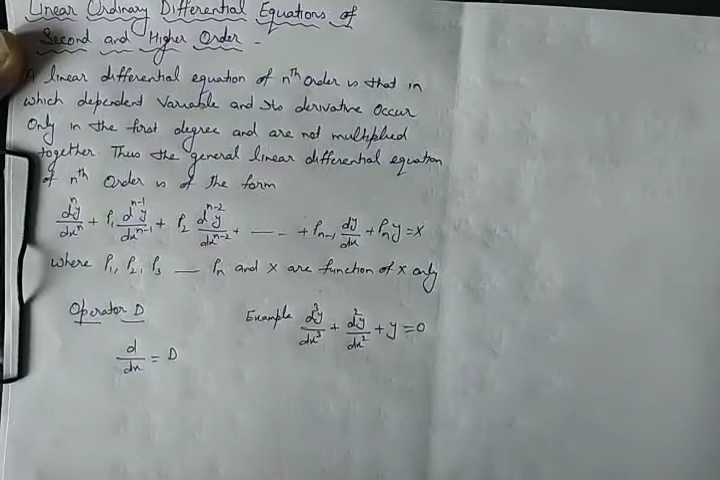 Linear Ordinary Differential Equations of
Second and Higher Order -
A linear differential equation of nth Order is that in
which dependent Variable and its derivative Occur
Only in the first degree and are not multiplied
together. Thus the general linear differential equation
of nth Order is of the form
dⁿy/dxⁿ + P₁ dⁿ⁻¹y/dxⁿ⁻¹ + P₂ dⁿ⁻²y/dxⁿ⁻² + --- - + Pₙ₋₁ dy/dx + Pₙy = X
where P₁, P₂, P₃ — Pₙ and X are function of x only
Operator D
d/dx = D
Example d³y/dx³ + d²y/dx² + y = 0